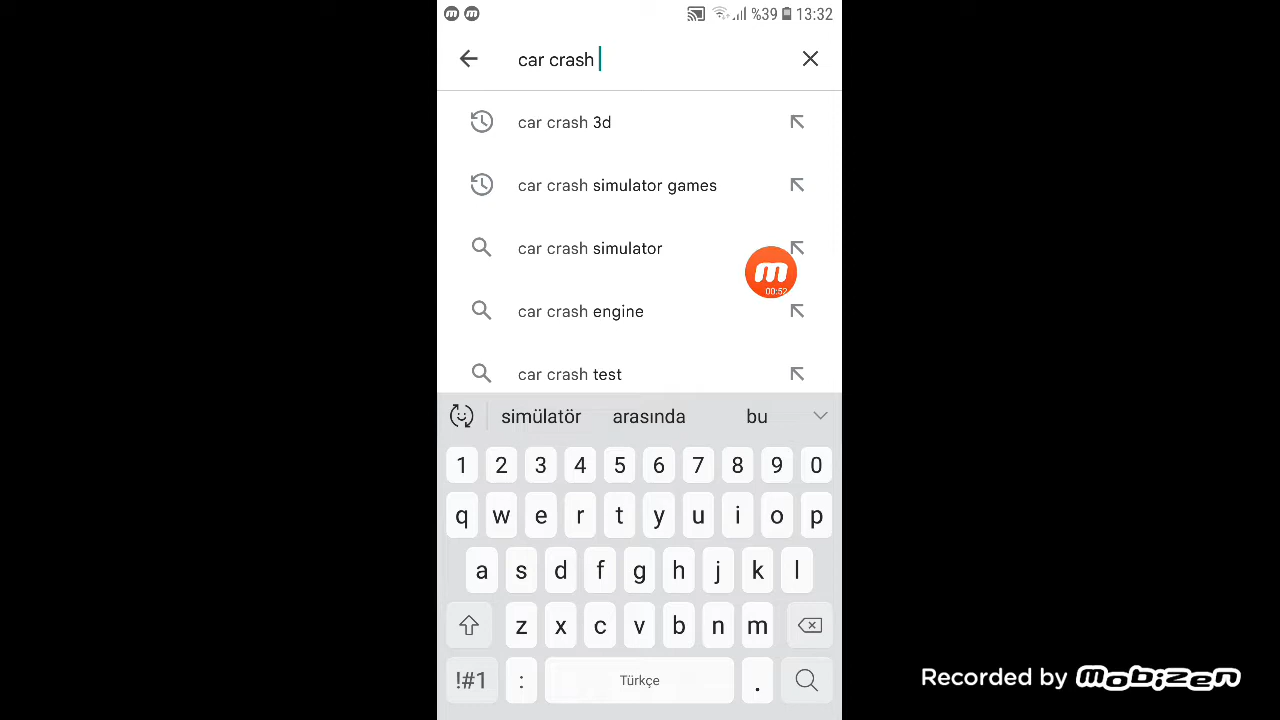 %39 13:32
car crash
car crash 3d
car crash simulator games
car crash simulator
m
00:52
car crash engine
car crash test
simülatör arasında bu
1 2 3 4 5 6 7 8 9 0
q w e r t y u i o p
a s d f g h j k l
z x c v b n m
!#1 : Türkçe .
Recorded by mobizen